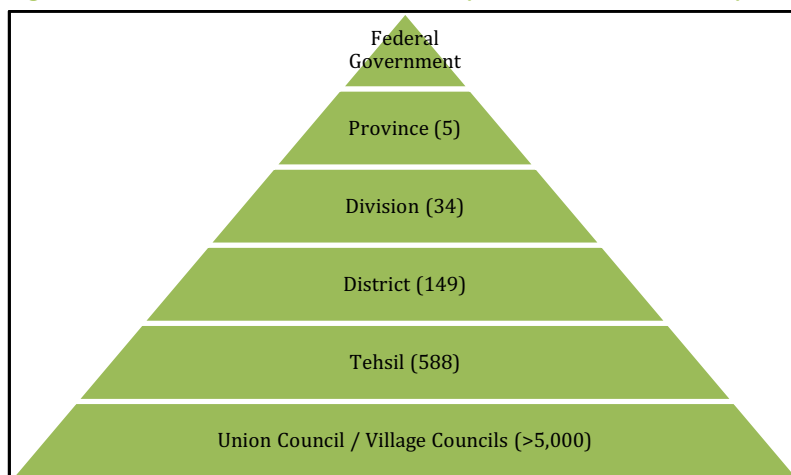 Federal
Government
Province (5)
Division (34)
District (149)
Tehsil (588)
Union Council / Village Councils (>5,000)